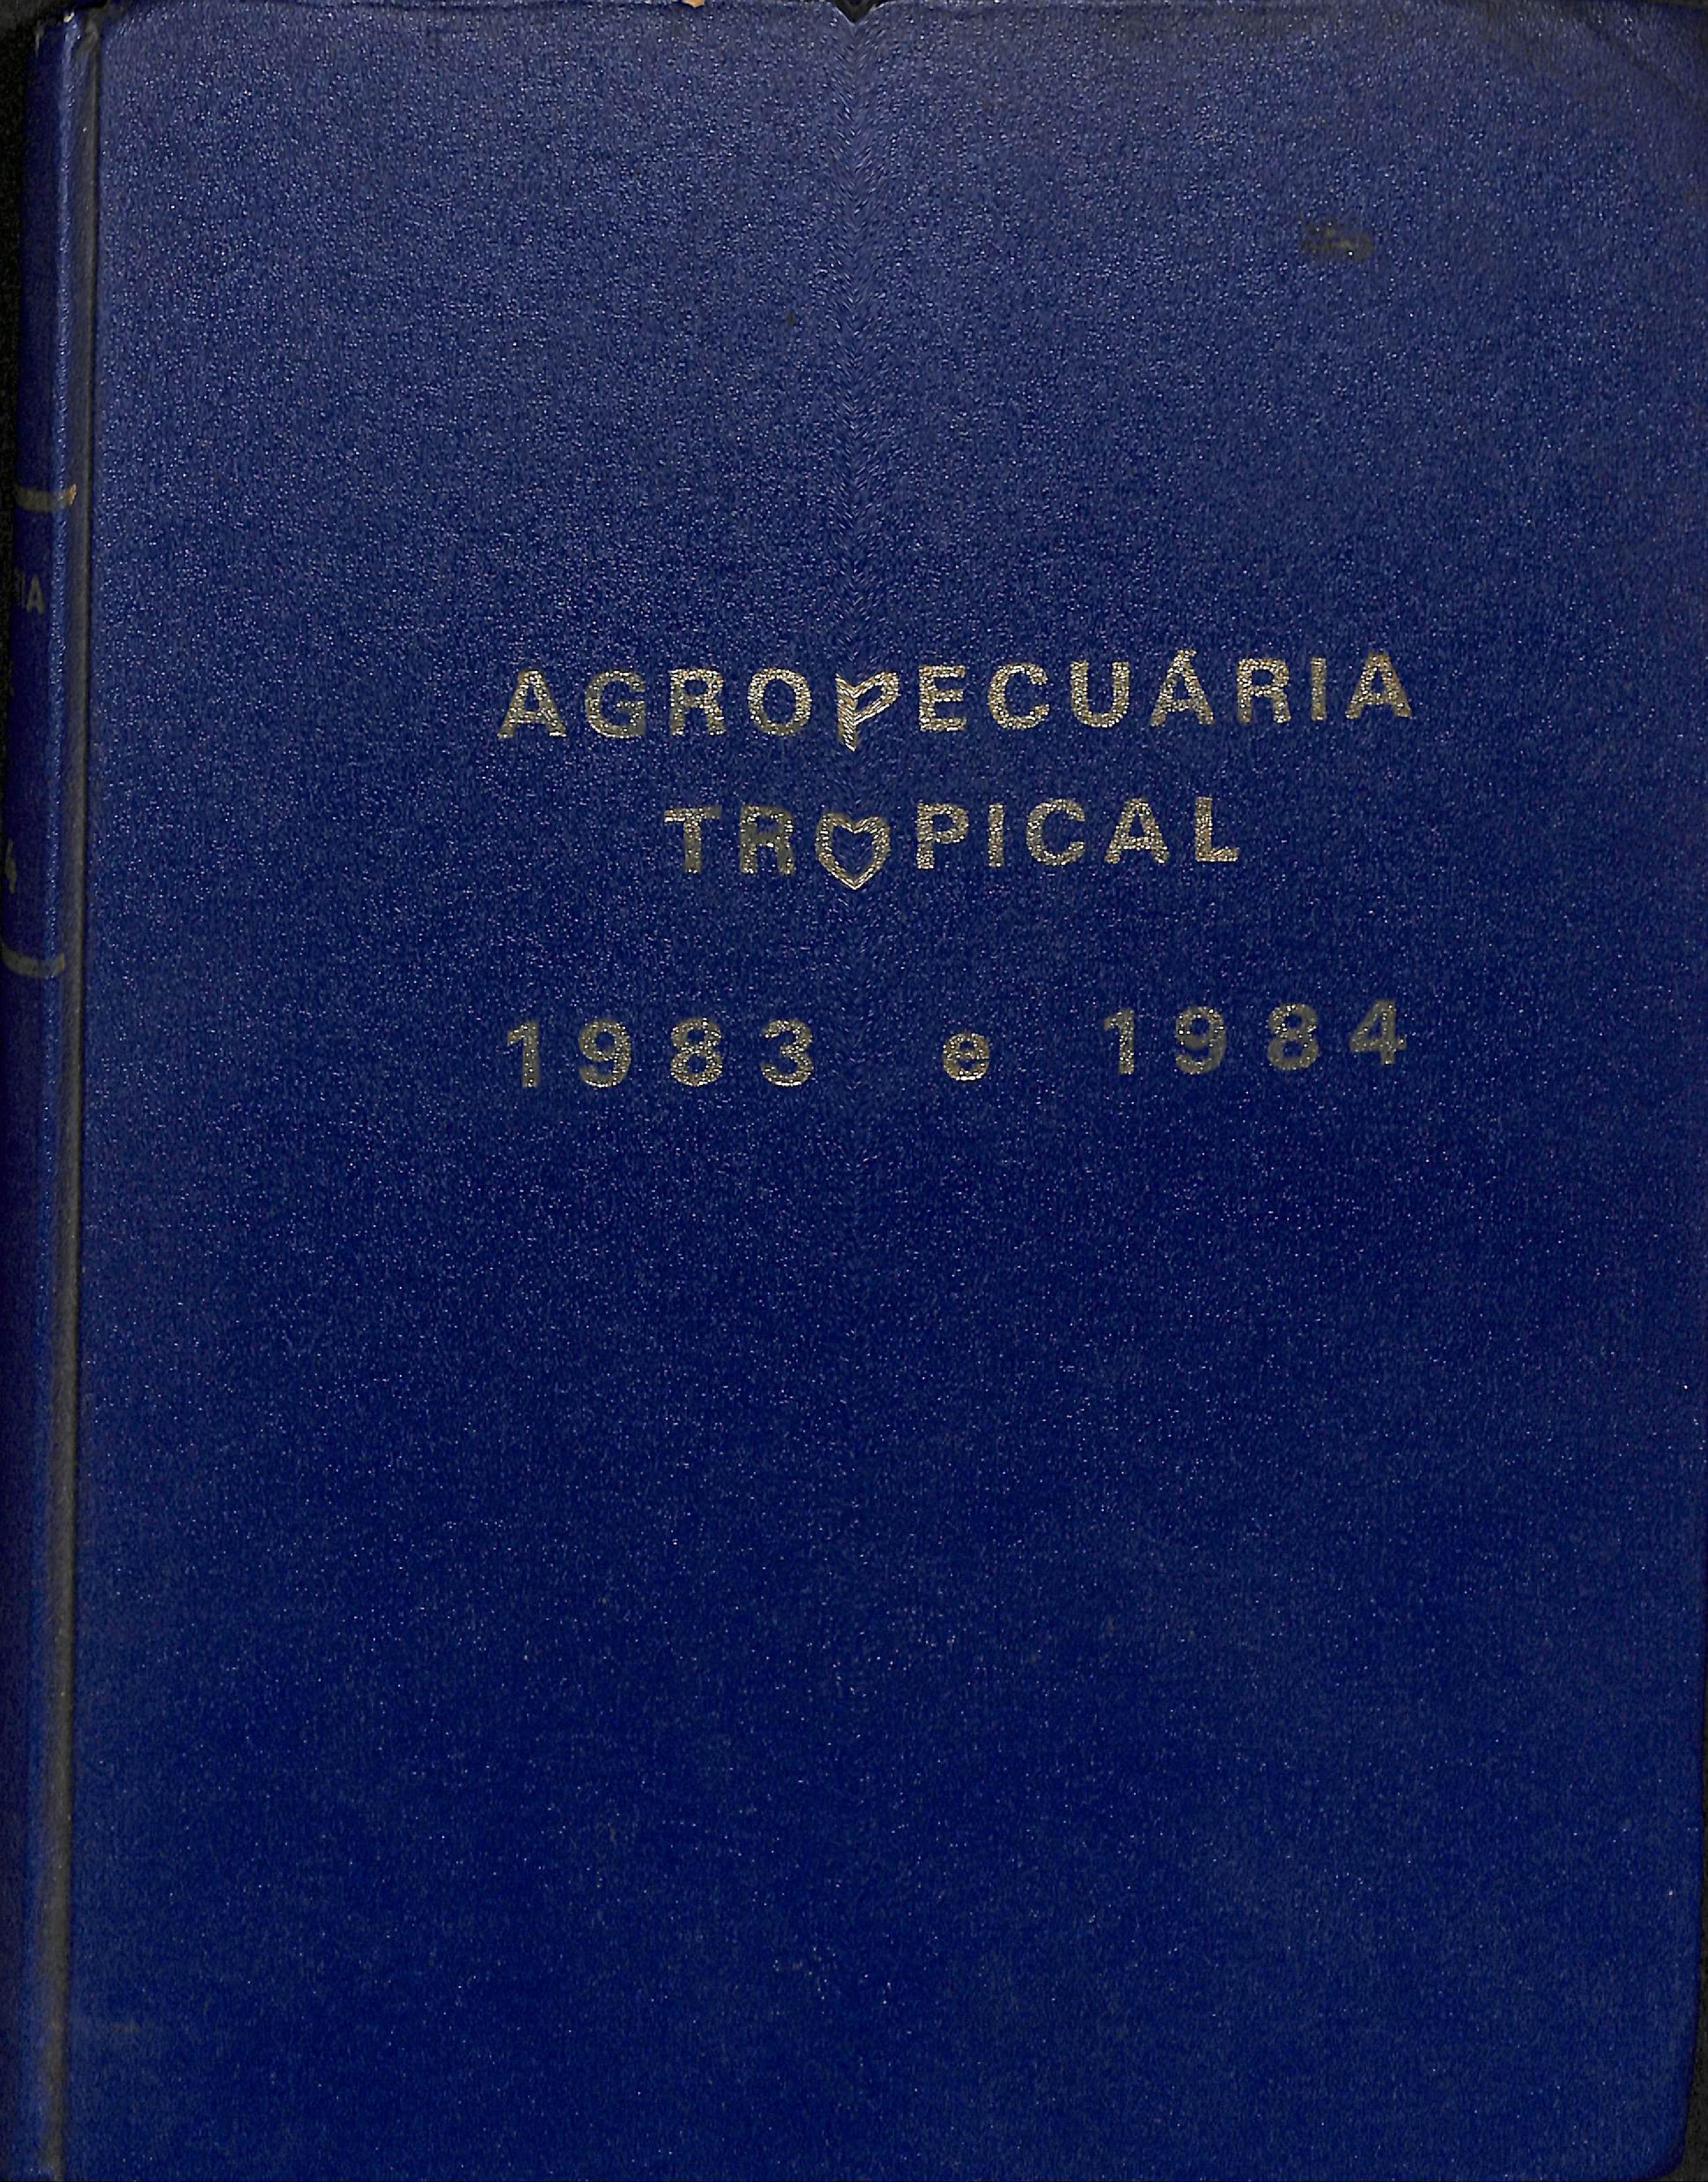 AGROPECUÁRIA
TROPICAL
1983 e 1984